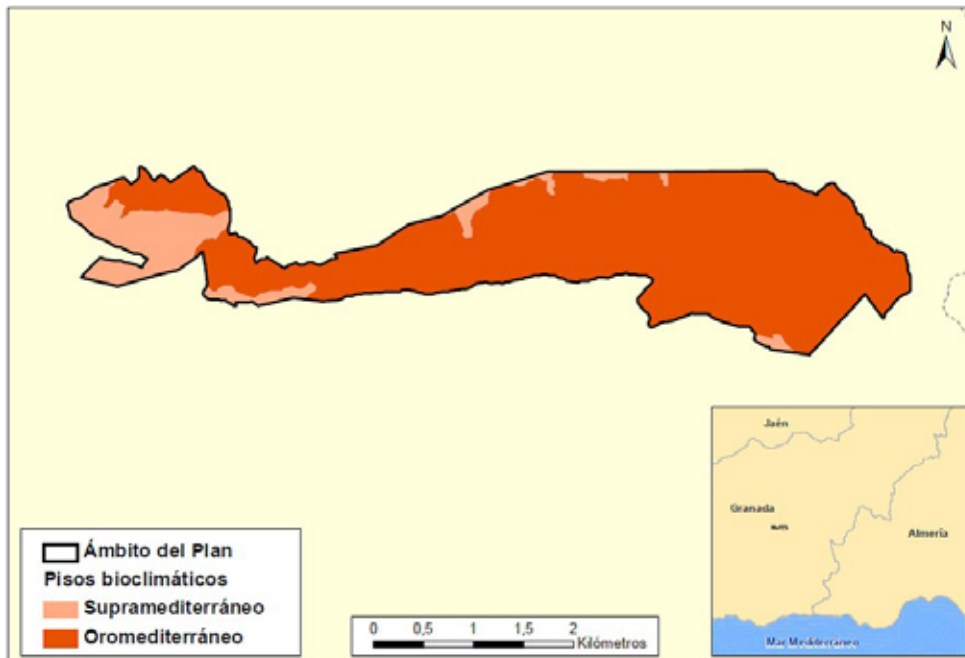 N
Jaén
Granada
Almería
Mar Mediterráneo
Ámbito del Plan
Pisos bioclimáticos
Supramediterráneo
Oromediterráneo
0 0,5 1 1,5 2
Kilómetros